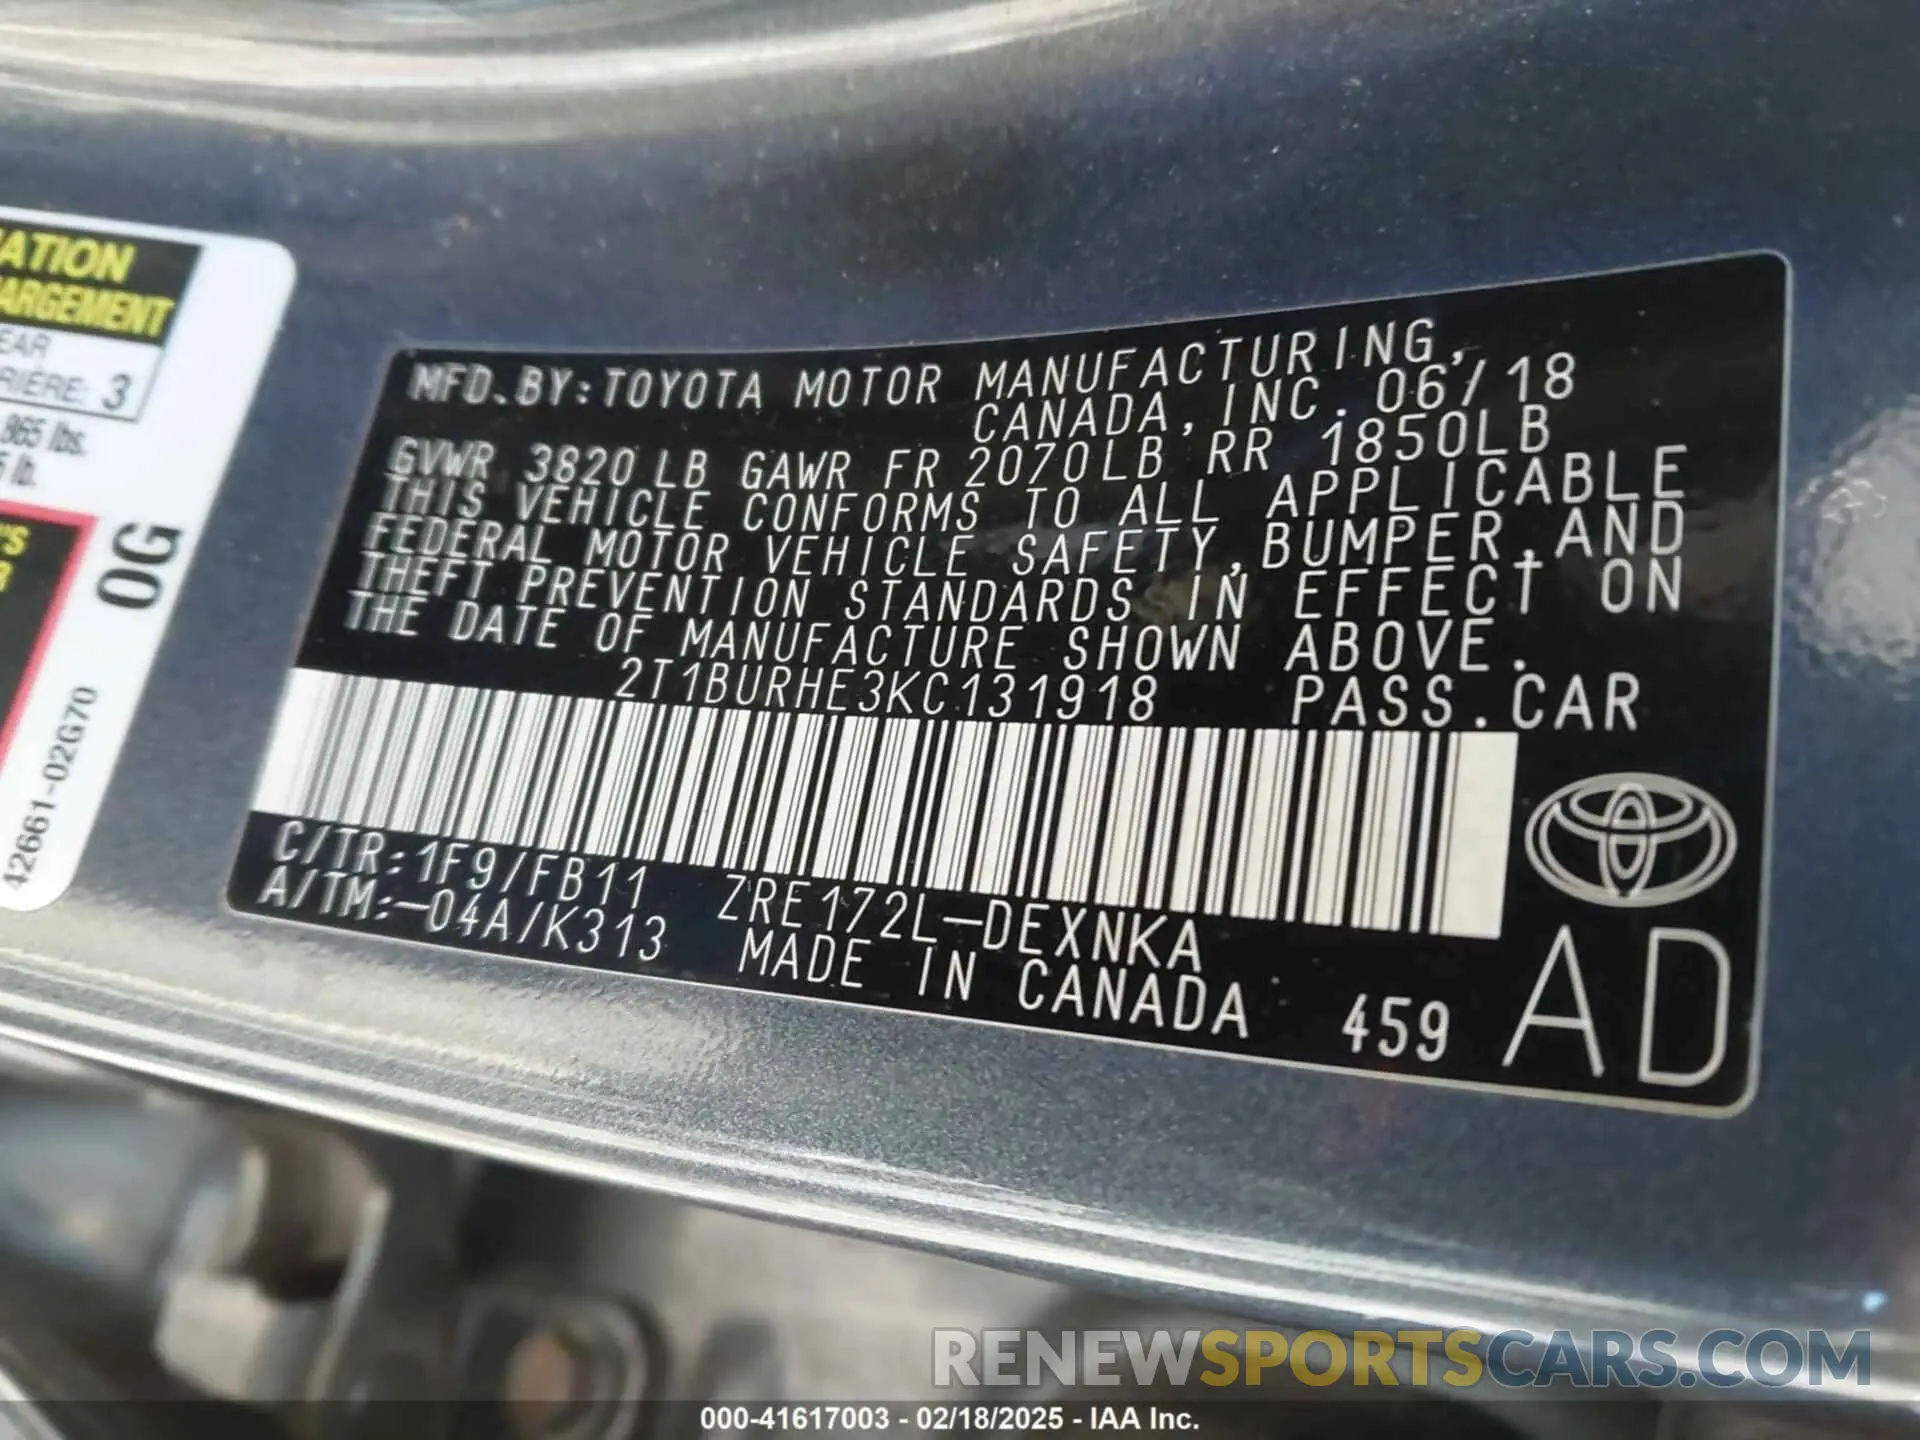 ATION
ARGEMENT
EAR
RIÈRE: 3
865 lbs.
5 lb.
'S
R
0G
42661-02G70
MFD. BY: TOYOTA MOTOR MANUFACTURING,
CANADA, INC. 06/18
GVWR 3820 LB GAWR FR 2070LB RR 1850LB
THIS VEHICLE CONFORMS TO ALL APPLICABLE
FEDERAL MOTOR VEHICLE SAFETY, BUMPER, AND
THEFT PREVENTION STANDARDS IN EFFECT ON
THE DATE OF MANUFACTURE SHOWN ABOVE.
2T1BURHE3KC131918 PASS. CAR
C/TR: 1F9/FB11 ZRE172L-DEXNKA
A/TM:-04A/K313 MADE IN CANADA 459 AD
RENEWSPORTSCARS.COM
000-41617003 - 02/18/2025 - IAA Inc.